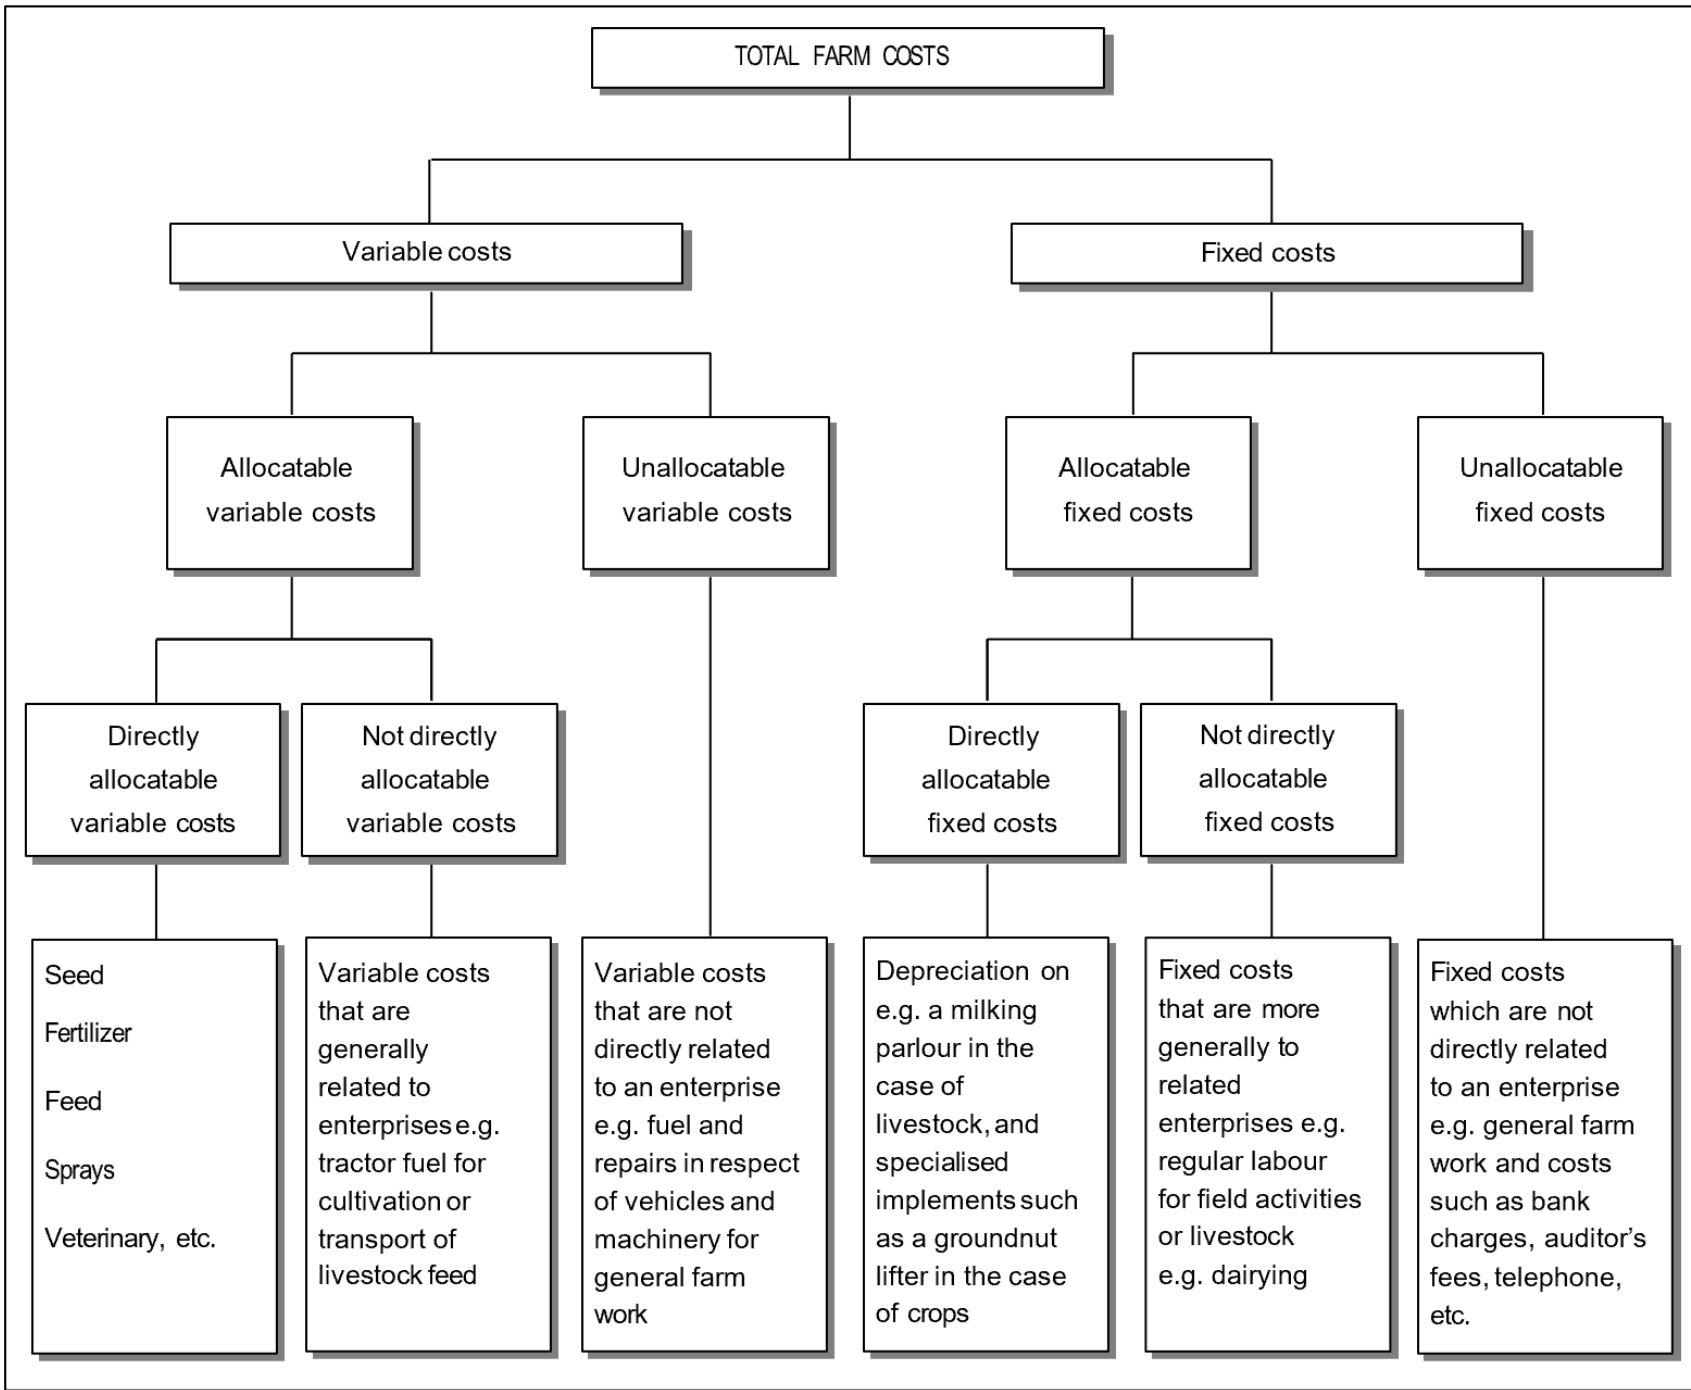 TOTAL FARM COSTS
Variable costs
Fixed costs
Allocatable
variable costs
Unallocatable
variable costs
Allocatable
fixed costs
Unallocatable
fixed costs
Directly
allocatable
variable costs
Not directly
allocatable
variable costs
Directly
allocatable
fixed costs
Not directly
allocatable
fixed costs
Seed
Fertilizer
Feed
Sprays
Veterinary, etc.
Variable costs
that are
generally
related to
enterprises e.g.
tractor fuel for
cultivation or
transport of
livestock feed
Variable costs
that are not
directly related
to an enterprise
e.g. fuel and
repairs in respect
of vehicles and
machinery for
general farm
work
Depreciation on
e.g. a milking
parlour in the
case of
livestock, and
specialised
implements such
as a groundnut
lifter in the case
of crops
Fixed costs
that are more
generally to
related
enterprises e.g.
regular labour
for field activities
or livestock
e.g. dairying
Fixed costs
which are not
directly related
to an enterprise
e.g. general farm
work and costs
such as bank
charges, auditor's
fees, telephone,
etc.